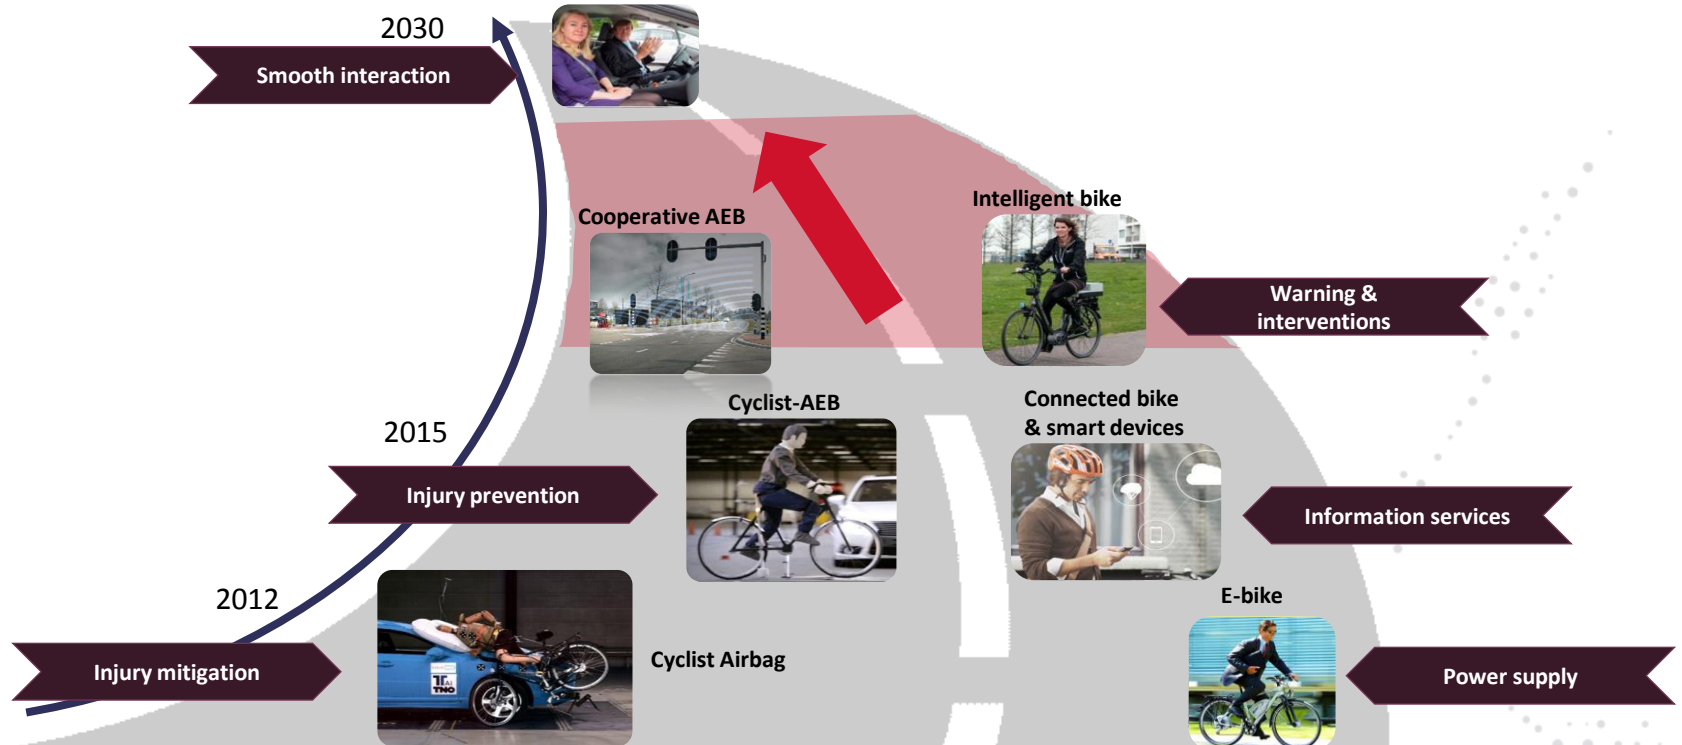 2030
Smooth interaction
Intelligent bike
Cooperative AEB
Warning &
interventions
Cyclist-AEB
Connected bike
& smart devices
2015
Injury prevention
Information services
2012
E-bike
Cyclist Airbag
Injury mitigation
TNO
Power supply